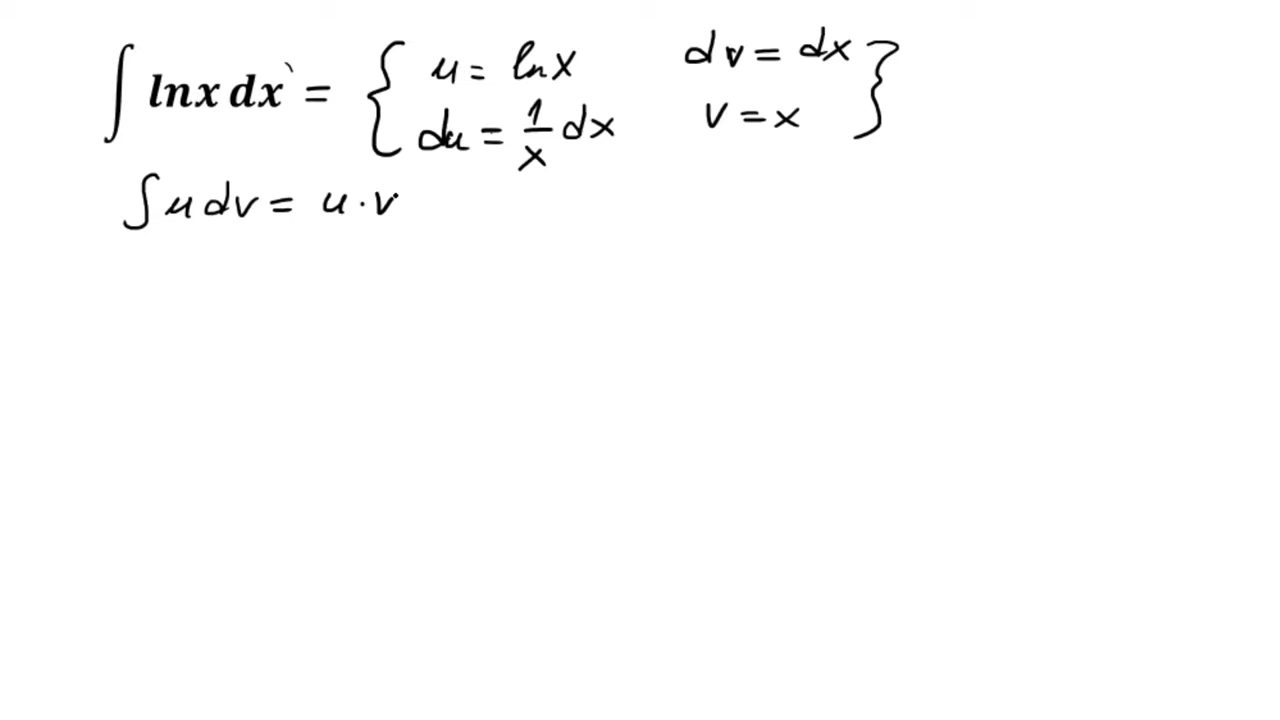 ∫ lnx dx = { u = lnx dv = dx }
du = 1/x dx v = x
∫ u dv = u · v